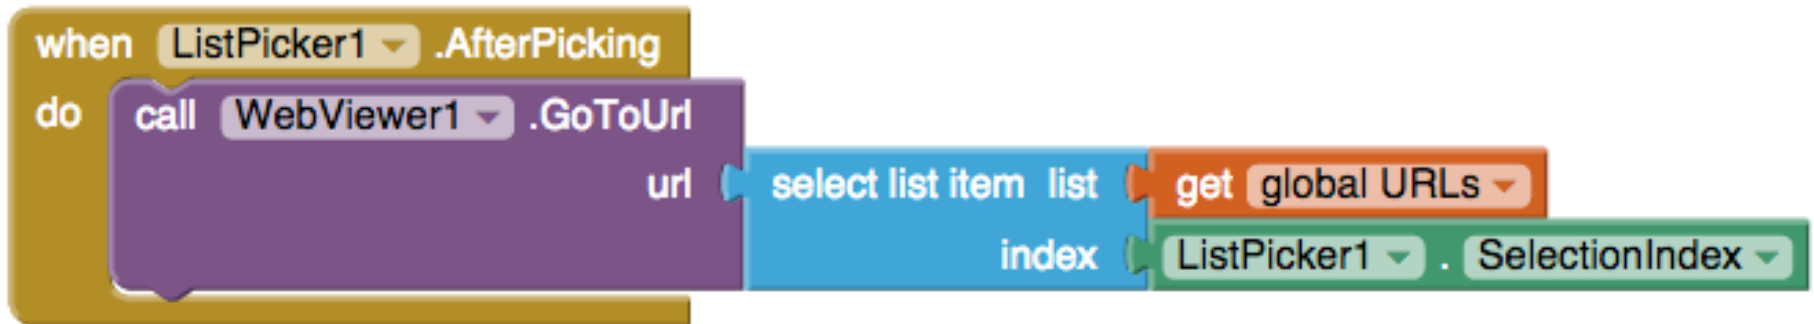 when ListPicker1 .AfterPicking
do call WebViewer1 .GoToUrl
url select list item list get global URLs
index ListPicker1 . SelectionIndex